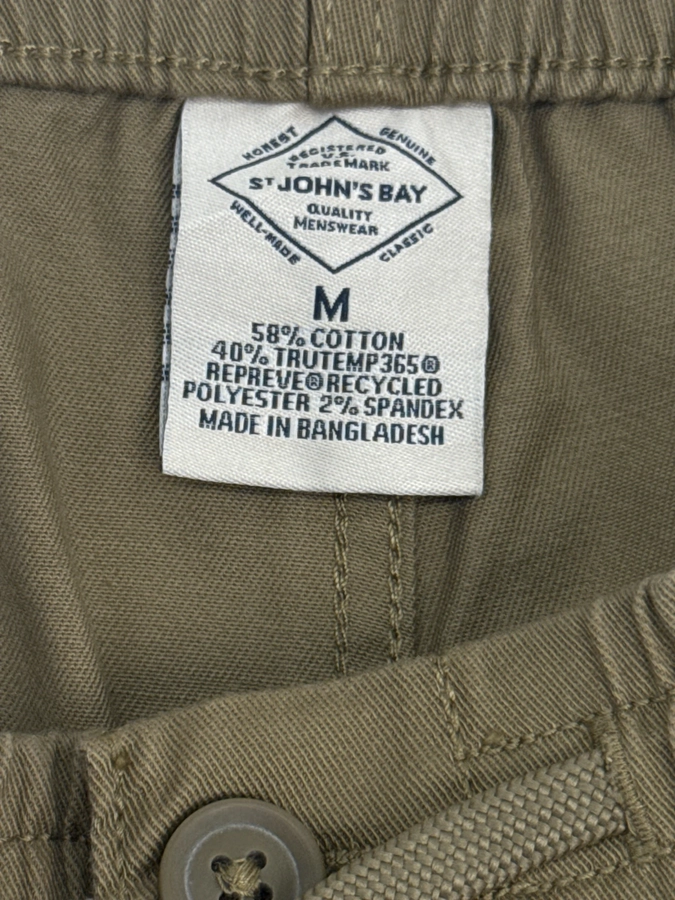 HONEST
GENUINE
REGISTERED
U.S.
TRADEMARK
ST JOHN'S BAY
QUALITY
MENSWEAR
WELL-MADE
CLASSIC
M
58% COTTON
40% TRUTEMP365®
REPREVE® RECYCLED
POLYESTER 2% SPANDEX
MADE IN BANGLADESH